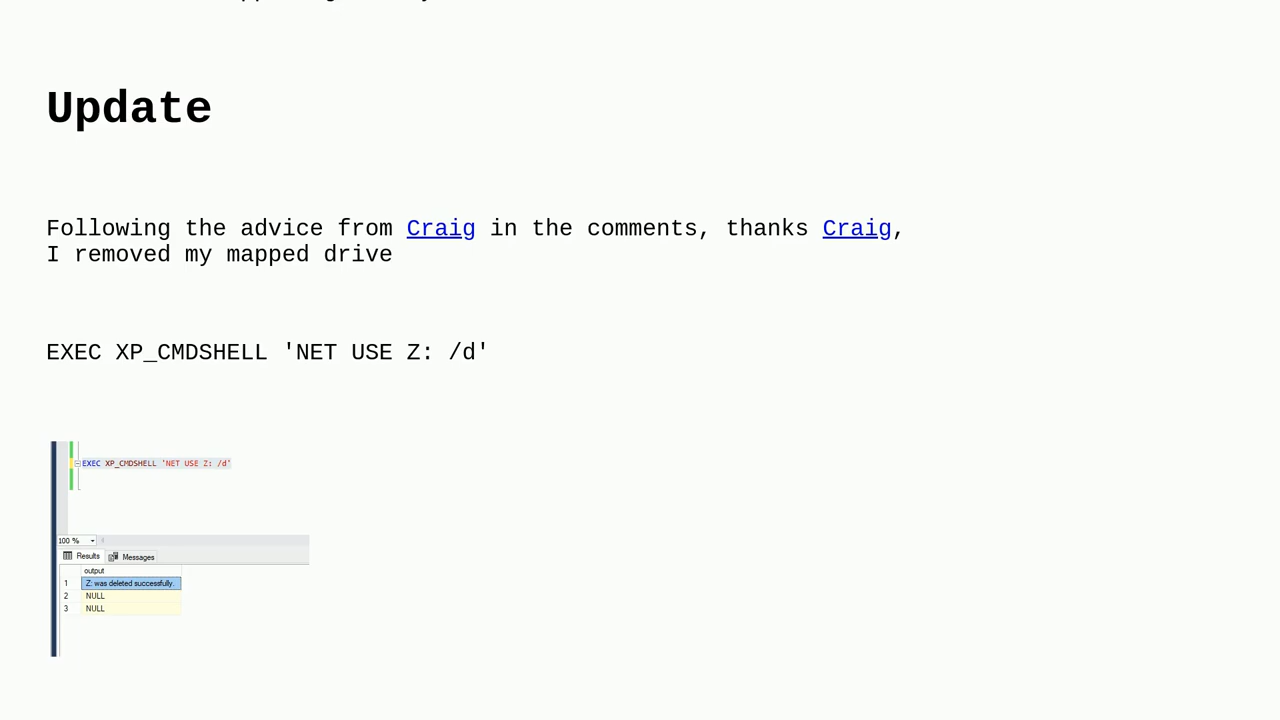 Update
Following the advice from Craig in the comments, thanks Craig,
I removed my mapped drive
EXEC XP_CMDSHELL 'NET USE Z: /d'
EXEC XP_CMDSHELL 'NET USE Z: /d'
100 %
Results Messages
output
1 Z: was deleted successfully.
2 NULL
3 NULL